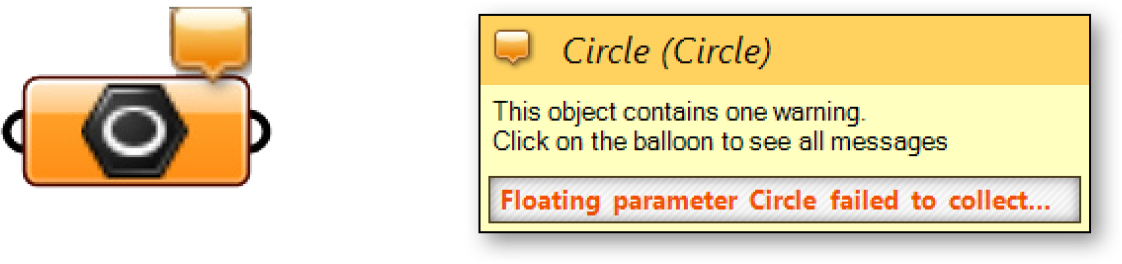 Circle (Circle)
This object contains one warning.
Click on the balloon to see all messages
Floating parameter Circle failed to collect...